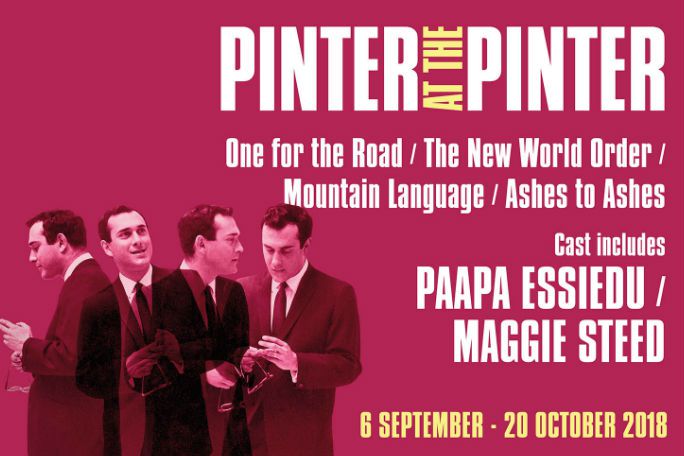 PINTER AT THE PINTER
One for the Road / The New World Order /
Mountain Language / Ashes to Ashes
Cast includes
PAAPA ESSIEDU /
MAGGIE STEED
6 SEPTEMBER - 20 OCTOBER 2018